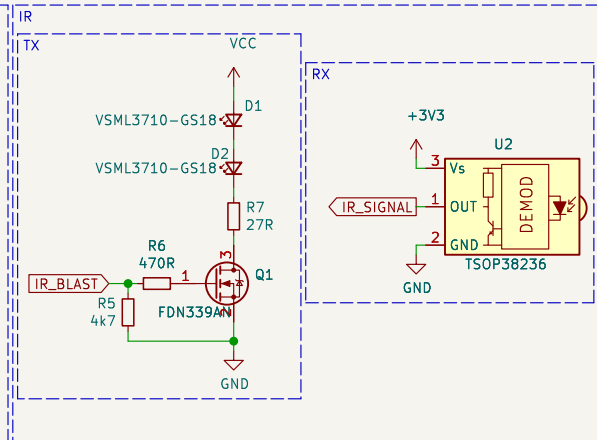 IR
TX
VCC
D1
VSML3710-GS18
D2
VSML3710-GS18
R7
27R
R6
470R
1
3
Q1
IR_BLAST
R5
4k7
FDN339AN
2
GND
RX
+3V3
U2
3
Vs
1
OUT
IR_SIGNAL
DEMOD
2
GND
TSOP38236
GND